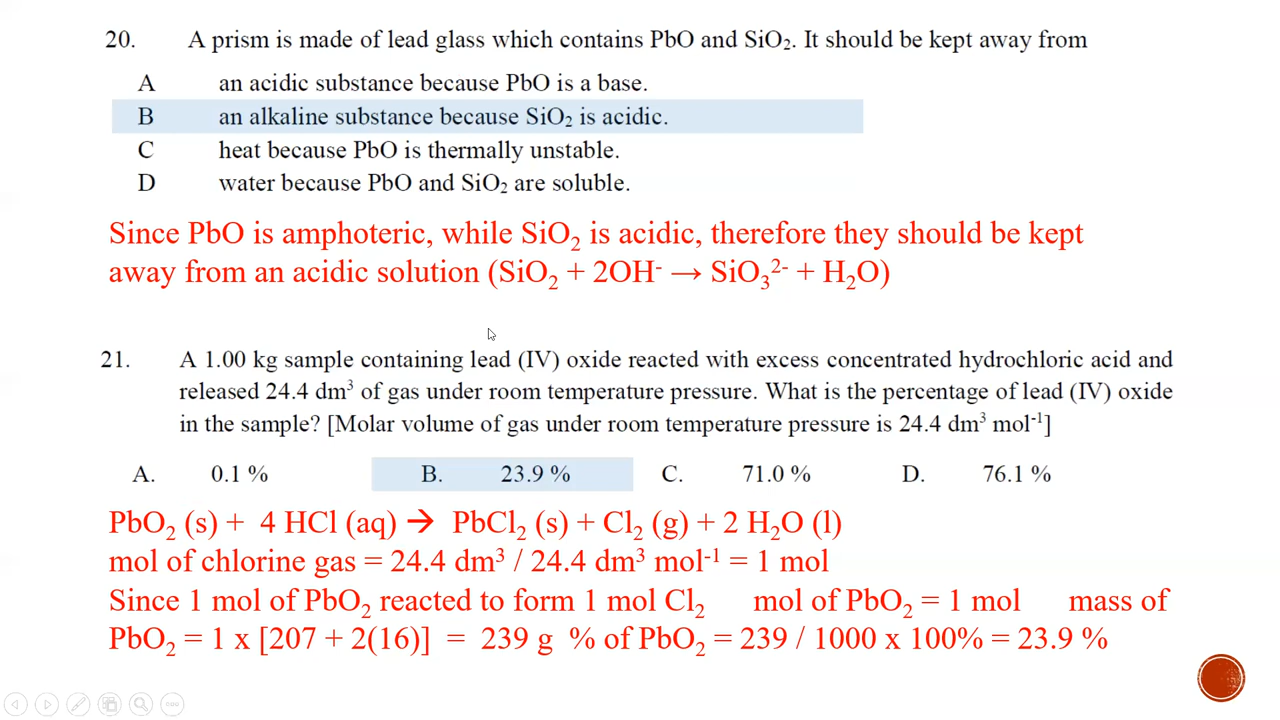 20. A prism is made of lead glass which contains PbO and SiO₂. It should be kept away from
A an acidic substance because PbO is a base.
B an alkaline substance because SiO₂ is acidic.
C heat because PbO is thermally unstable.
D water because PbO and SiO₂ are soluble.
Since PbO is amphoteric, while SiO₂ is acidic, therefore they should be kept
away from an acidic solution (SiO₂ + 2OH⁻ → SiO₃²⁻ + H₂O)
21. A 1.00 kg sample containing lead (IV) oxide reacted with excess concentrated hydrochloric acid and
released 24.4 dm³ of gas under room temperature pressure. What is the percentage of lead (IV) oxide
in the sample? [Molar volume of gas under room temperature pressure is 24.4 dm³ mol⁻¹]
A. 0.1 % B. 23.9 % C. 71.0 % D. 76.1 %
PbO₂ (s) + 4 HCl (aq) → PbCl₂ (s) + Cl₂ (g) + 2 H₂O (l)
mol of chlorine gas = 24.4 dm³ / 24.4 dm³ mol⁻¹ = 1 mol
Since 1 mol of PbO₂ reacted to form 1 mol Cl₂ mol of PbO₂ = 1 mol mass of
PbO₂ = 1 x [207 + 2(16)] = 239 g % of PbO₂ = 239 / 1000 x 100% = 23.9 %